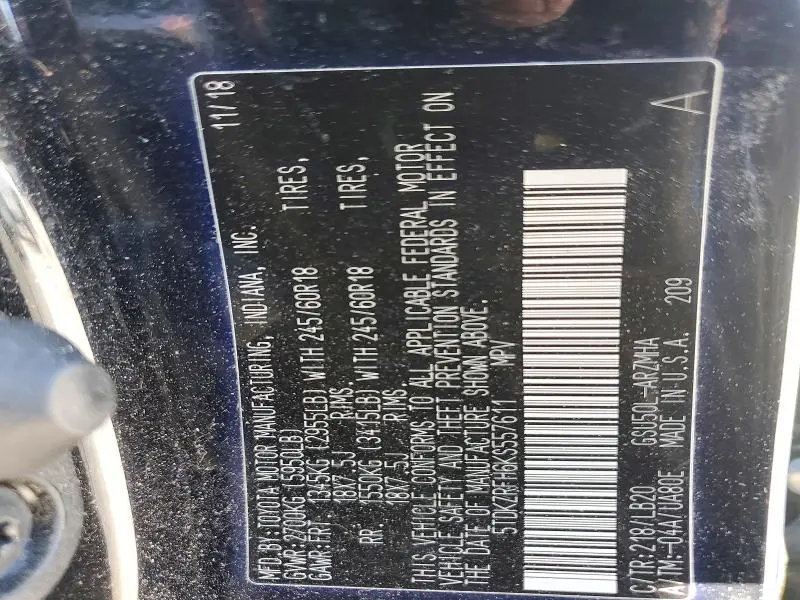 MFD.BY:TOYOTA MOTOR MANUFACTURING, INDIANA, INC. 11/18
GVWR:2700KG (5950LB)
GAWR:FRT 1345KG (2955LB) WITH 245/60R18 TIRES,
18X7.5J RIMS
RR. 1550KG (3415LB) WITH 245/60R18 TIRES,
18X7.5J RIMS
THIS VEHICLE CONFORMS TO ALL APPLICABLE FEDERAL MOTOR
VEHICLE SAFETY AND THEFT PREVENTION STANDARDS IN EFFECT ON
THE DATE OF MANUFACTURE SHOWN ABOVE.
5TDKZRFH6KS557611 MPV
C/TR:218/LB20 GSU50L-ARZMHA
A/TM:-04A/UA80E MADE IN U.S.A. 209
A